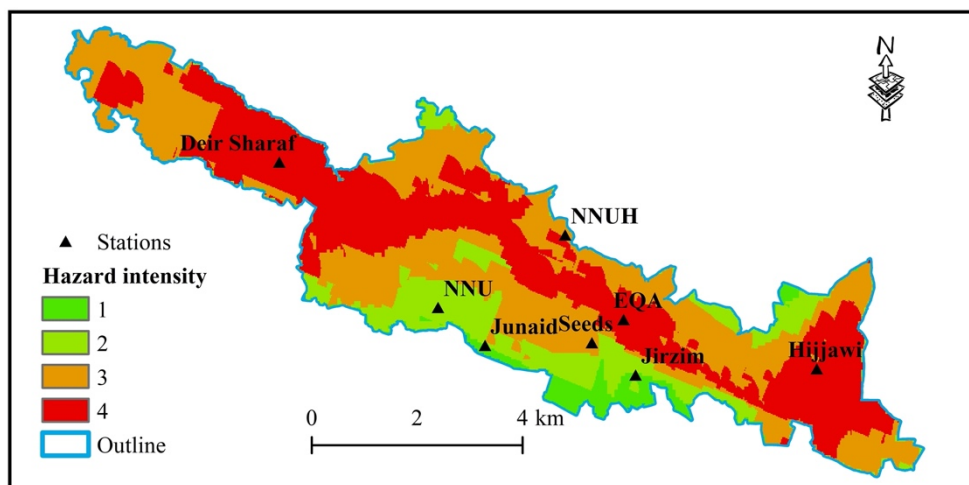 N
Deir Sharaf
NNUH
Stations
Hazard intensity
NNU
EQA
1
Junaid
Seeds
2
Jirzim
Hijjawi
3
4
0 2 4 km
Outline